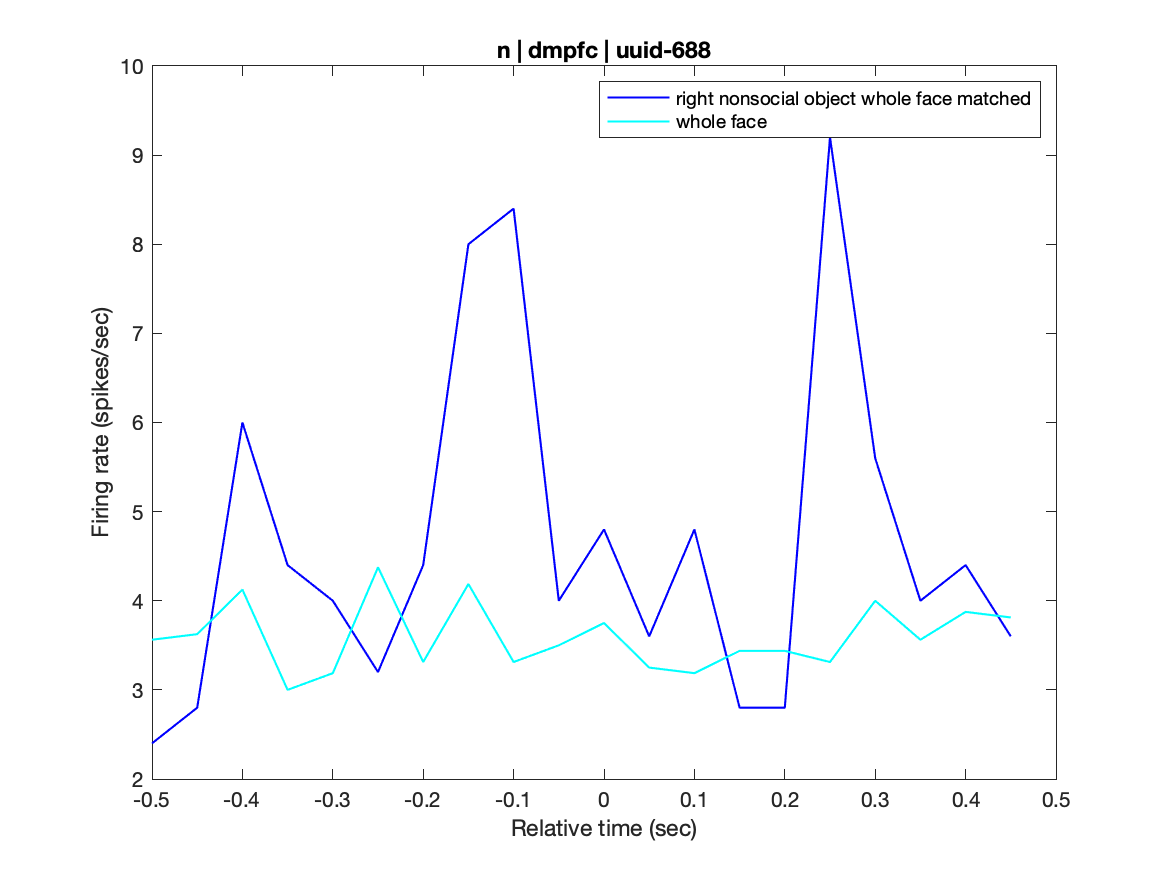 n | dmpfc | uuid-688
right nonsocial object whole face matched
whole face
10
9
8
7
6
5
4
3
2
Firing rate (spikes/sec)
-0.5 -0.4 -0.3 -0.2 -0.1 0 0.1 0.2 0.3 0.4 0.5
Relative time (sec)